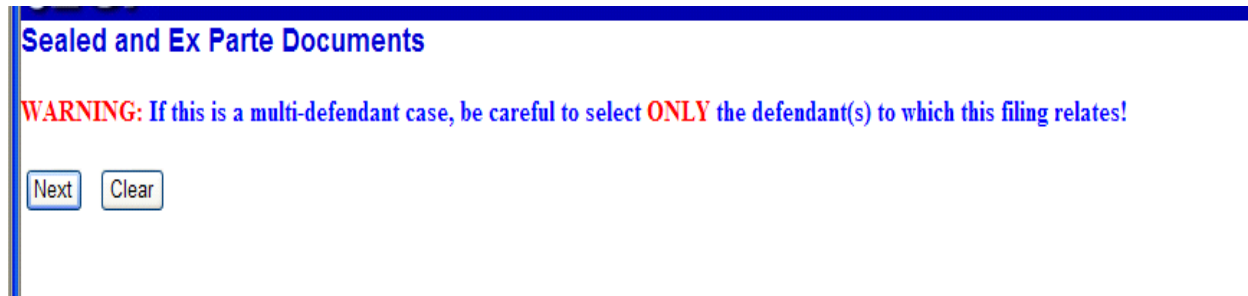 Sealed and Ex Parte Documents
WARNING: If this is a multi-defendant case, be careful to select ONLY the defendant(s) to which this filing relates!
Next Clear